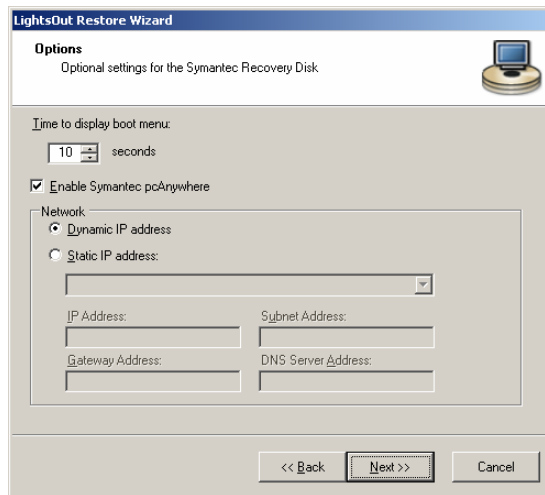 LightsOut Restore Wizard
Options
Optional settings for the Symantec Recovery Disk
Time to display boot menu:
10 seconds
Enable Symantec pcAnywhere
Network
Dynamic IP address
Static IP address:
IP Address: Subnet Address:
Gateway Address: DNS Server Address:
<< Back Next >> Cancel